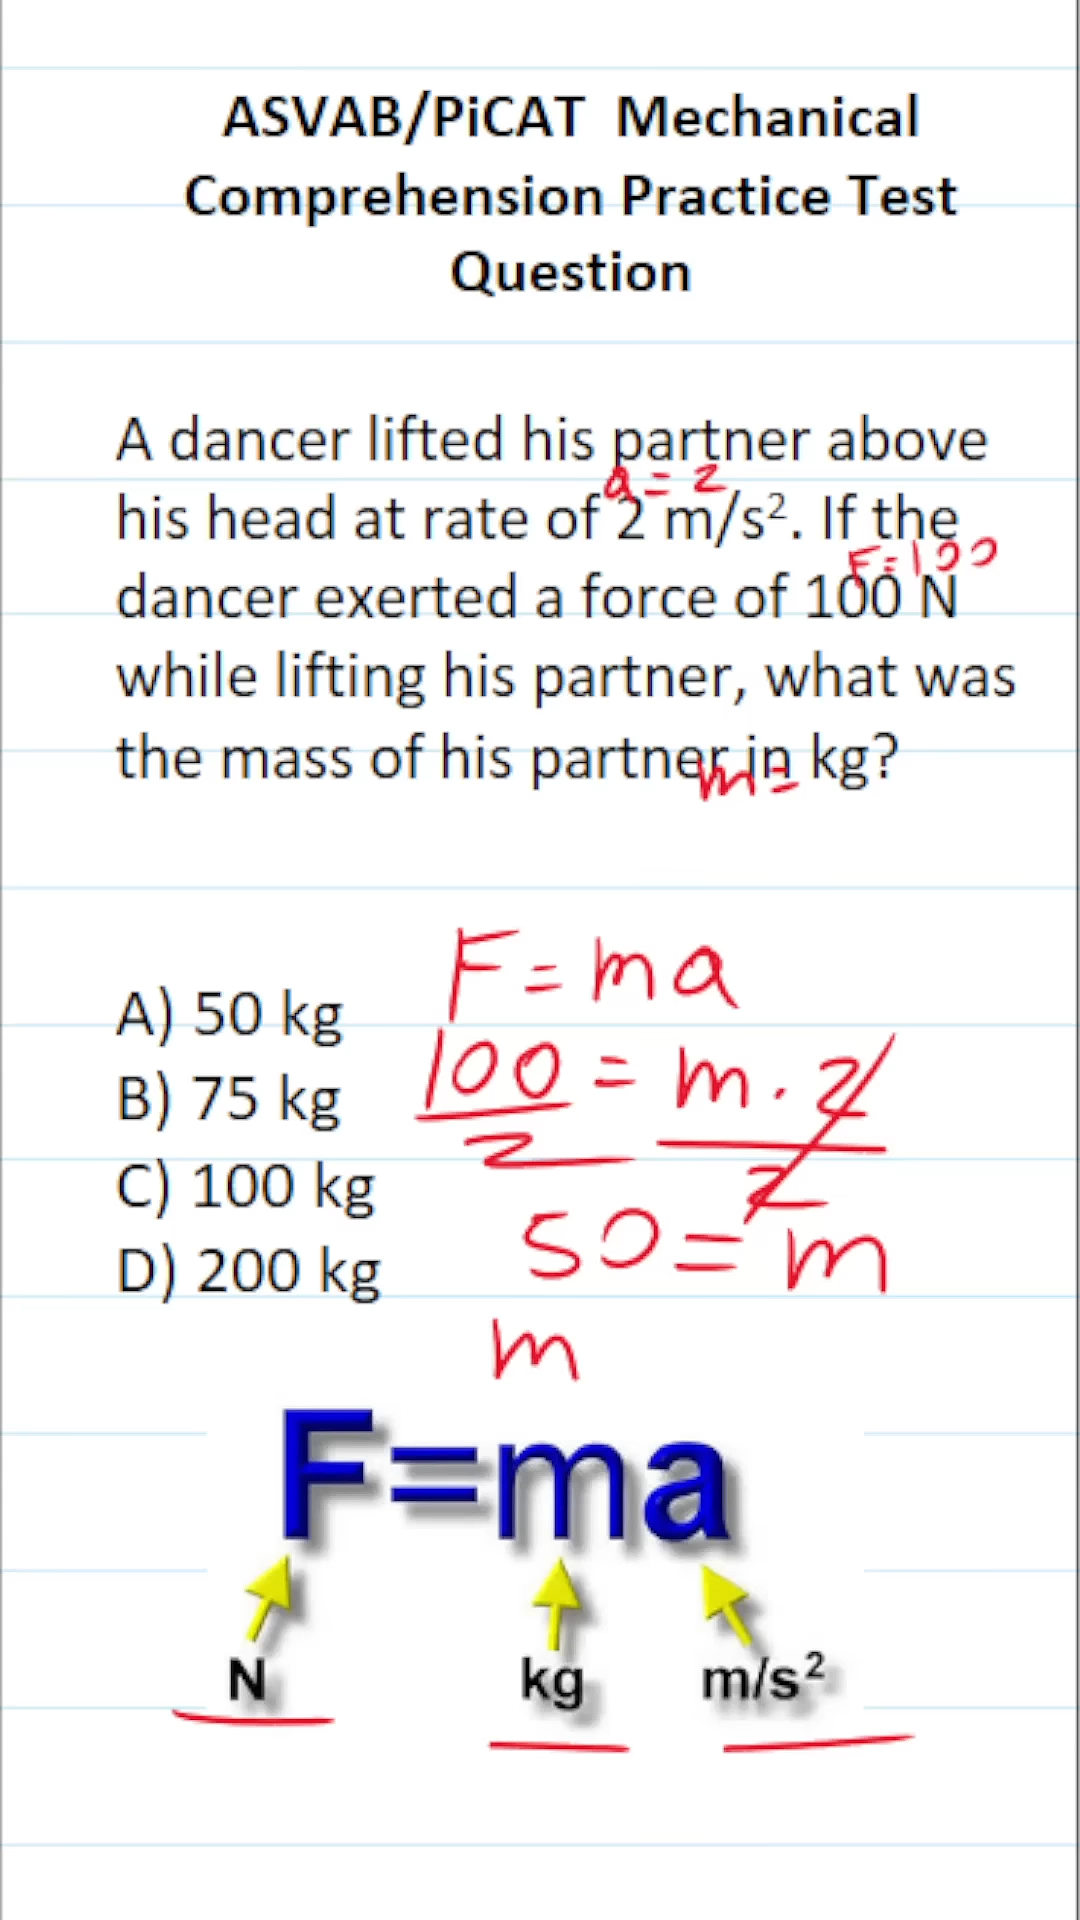 ASVAB/PiCAT Mechanical
Comprehension Practice Test
Question
A dancer lifted his partner above
a = 2
his head at rate of 2 m/s². If the
F = 100
dancer exerted a force of 100 N
while lifting his partner, what was
the mass of his partner in kg?
m =
F = ma
A) 50 kg
100 = m . 2
B) 75 kg
2 2
C) 100 kg
50 = m
D) 200 kg
m
F=ma
N kg m/s²